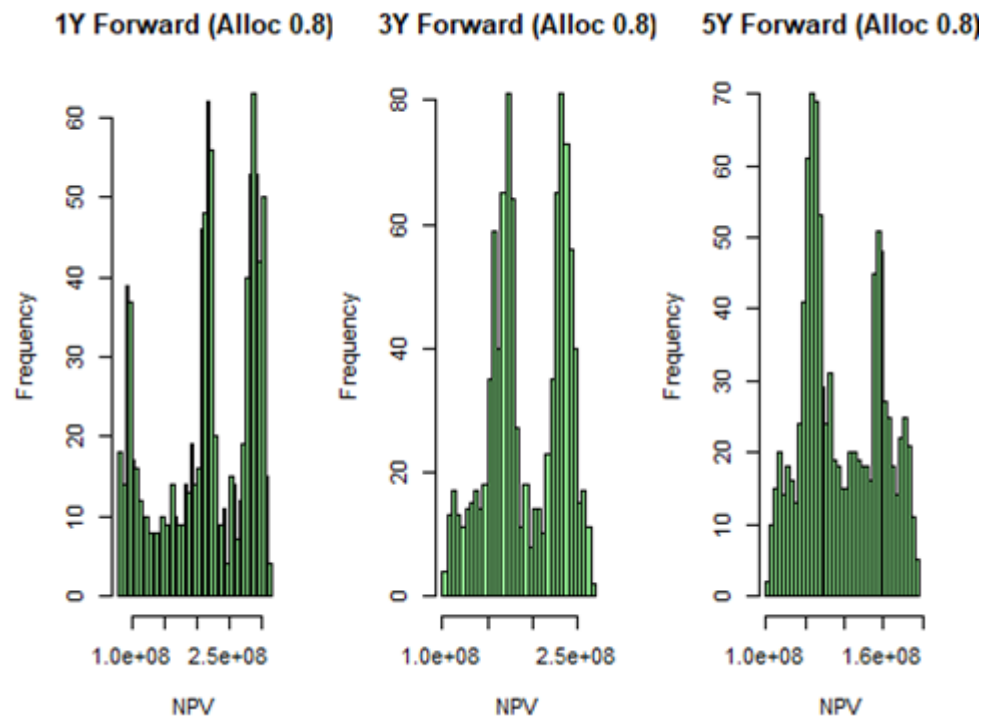 1Y Forward (Alloc 0.8)
Frequency
0 10 20 30 40 50 60
1.0e+08 2.5e+08
NPV
3Y Forward (Alloc 0.8)
Frequency
0 20 40 60 80
1.0e+08 2.5e+08
NPV
5Y Forward (Alloc 0.8)
Frequency
0 10 20 30 40 50 60 70
1.0e+08 1.6e+08
NPV